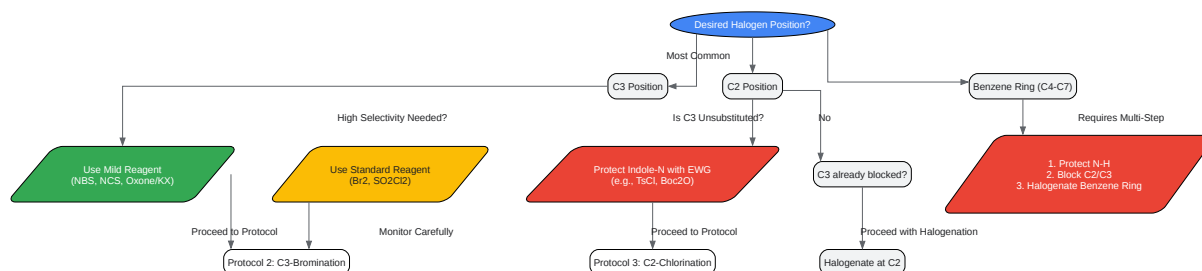 Desired Halogen Position?
Most Common
C3 Position
C2 Position
Benzene Ring (C4-C7)
High Selectivity Needed?
Is C3 Unsubstituted?
No
Requires Multi-Step
Use Mild Reagent
(NBS, NCS, Oxone/KX)
Use Standard Reagent
(Br2, SO2Cl2)
Protect Indole-N with EWG
(e.g., TsCl, Boc2O)
C3 already blocked?
1. Protect N-H
2. Block C2/C3
3. Halogenate Benzene Ring
Proceed to Protocol
Monitor Carefully
Proceed to Protocol
Proceed with Halogenation
Protocol 2: C3-Bromination
Protocol 3: C2-Chlorination
Halogenate at C2